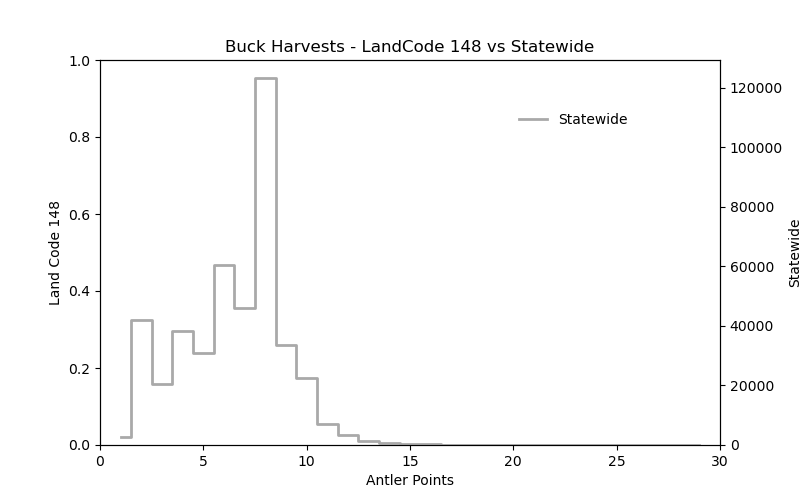 Buck Harvests - LandCode 148 vs Statewide
1.0
0.8
0.6
0.4
0.2
0.0
Land Code 148
Statewide
120000
100000
80000
60000
40000
20000
0
Statewide
0 5 10 15 20 25 30
Antler Points